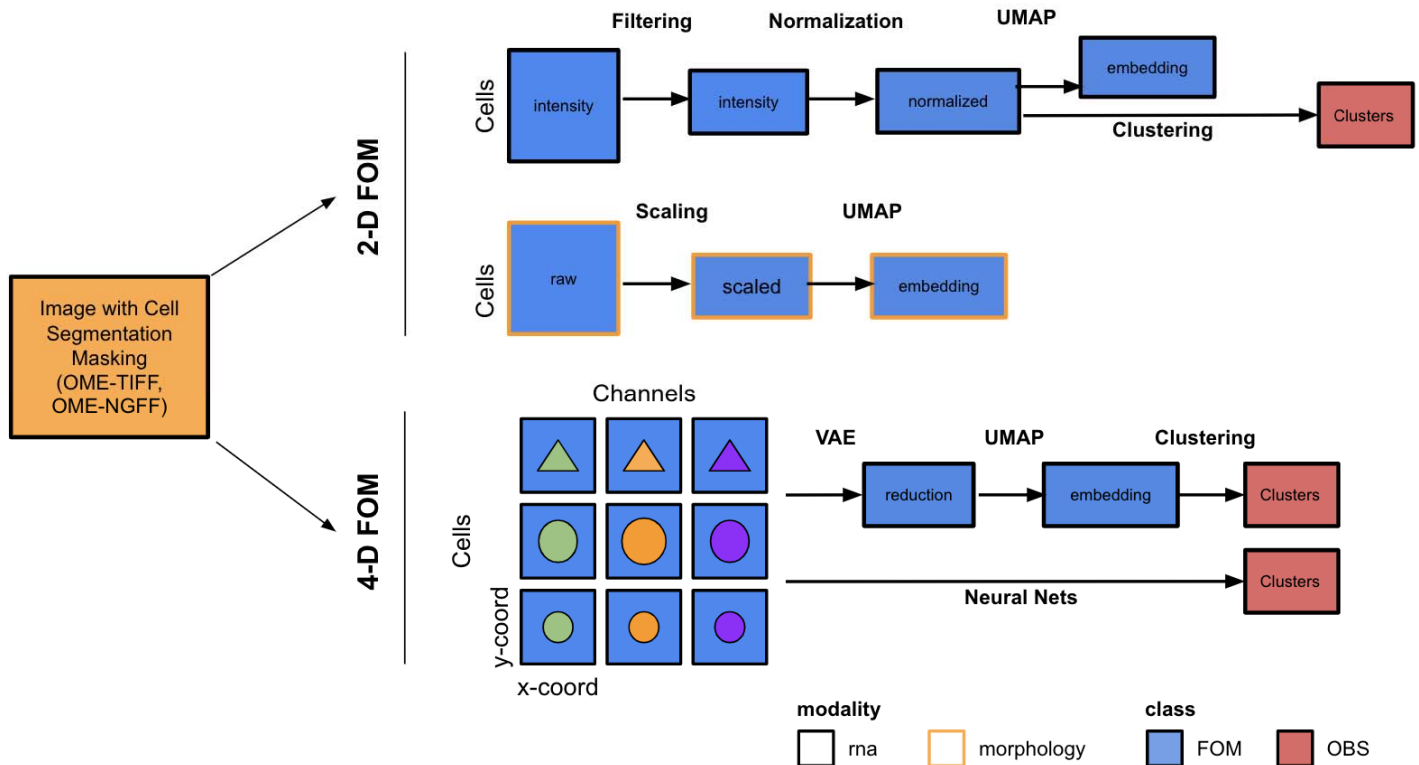 Filtering
Normalization
UMAP
Cells
intensity
intensity
normalized
embedding
Clustering
Clusters
2-D FOM
Scaling
UMAP
Cells
raw
scaled
embedding
Image with Cell
Segmentation
Masking
(OME-TIFF,
OME-NGFF)
4-D FOM
Channels
Cells
y-coord
x-coord
VAE
UMAP
Clustering
reduction
embedding
Clusters
Neural Nets
Clusters
modality
rna
morphology
class
FOM
OBS